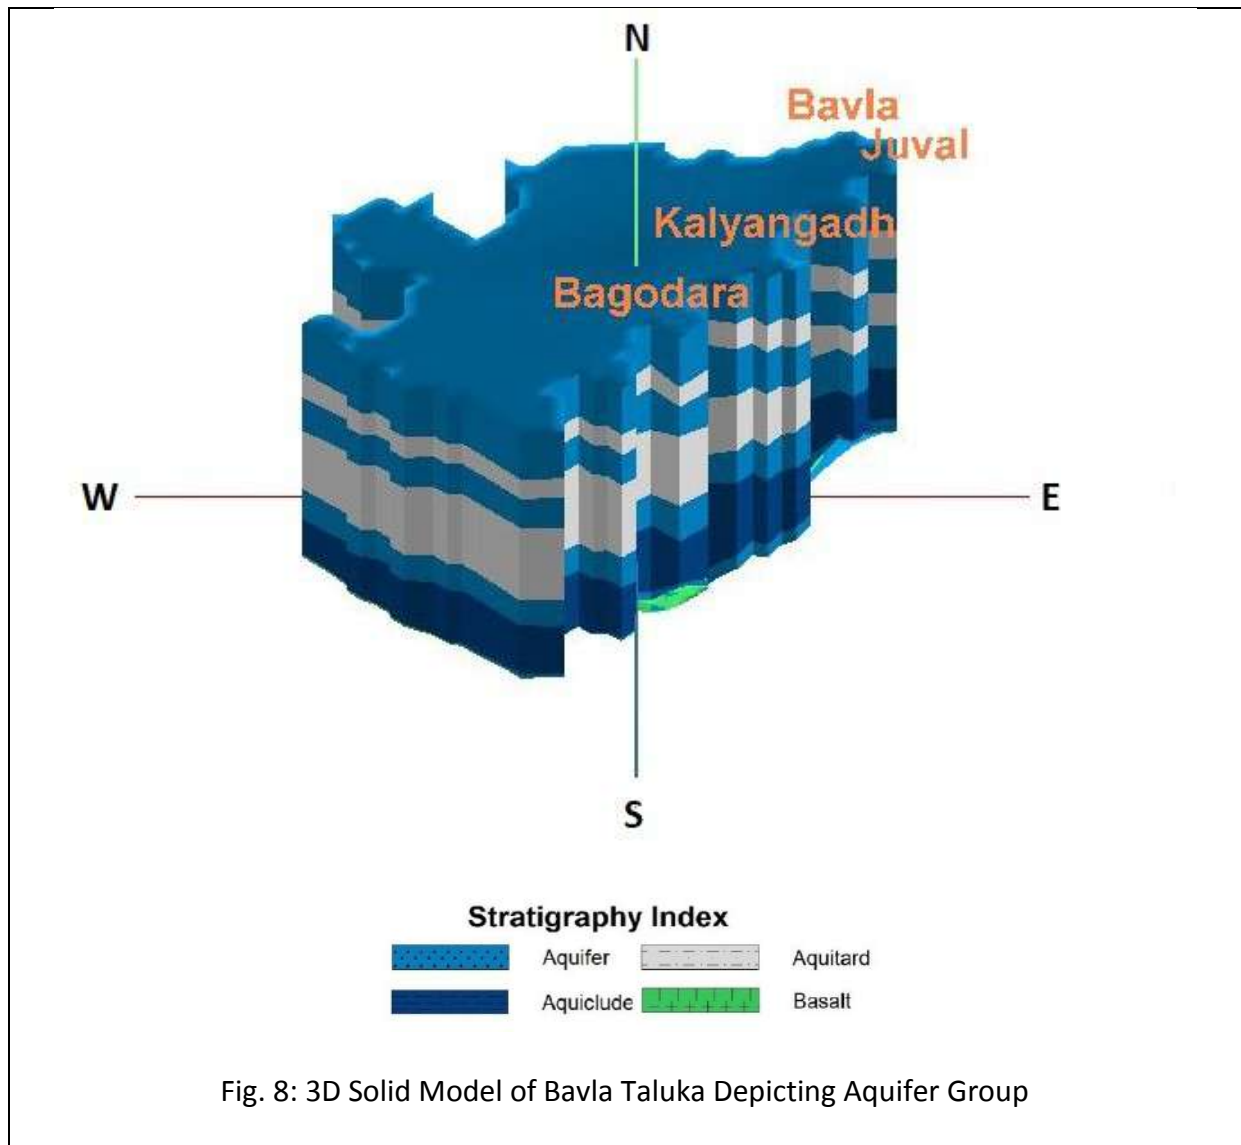 N
Bavla
Juval
Kalyangadh
Bagodara
W
E
S
Stratigraphy Index
Aquifer
Aquitard
Aquiclude
Basalt
Fig. 8: 3D Solid Model of Bavla Taluka Depicting Aquifer Group